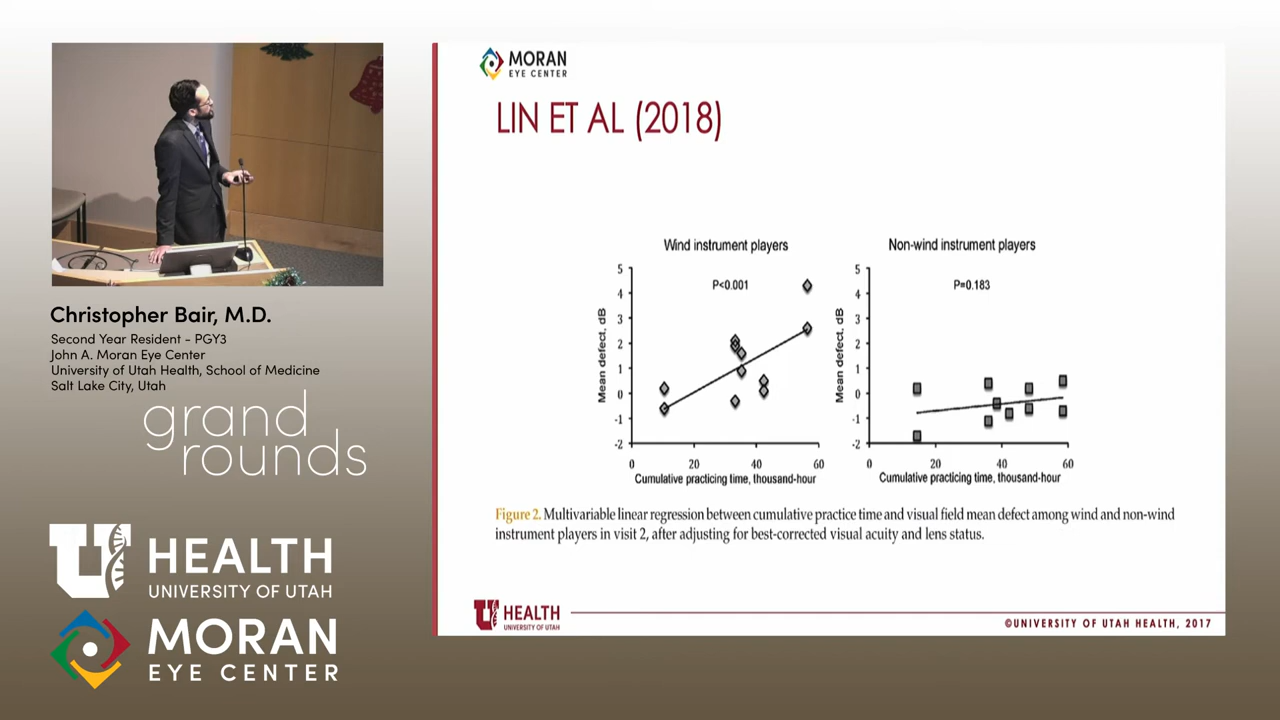 Christopher Bair, M.D.
Second Year Resident - PGY3
John A. Moran Eye Center
University of Utah Health, School of Medicine
Salt Lake City, Utah
grand
rounds
U HEALTH
UNIVERSITY OF UTAH
MORAN
EYE CENTER
MORAN
EYE CENTER
LIN ET AL (2018)
Wind instrument players
P<0.001
Mean defect, dB
5
4
3
2
1
0
-1
-2
0 20 40 60
Cumulative practicing time, thousand-hour
Non-wind instrument players
P=0.183
Mean defect, dB
5
4
3
2
1
0
-1
-2
0 20 40 60
Cumulative practicing time, thousand-hour
Figure 2. Multivariable linear regression between cumulative practice time and visual field mean defect among wind and non-wind
instrument players in visit 2, after adjusting for best-corrected visual acuity and lens status.
U HEALTH
UNIVERSITY OF UTAH
©UNIVERSITY OF UTAH HEALTH, 2017